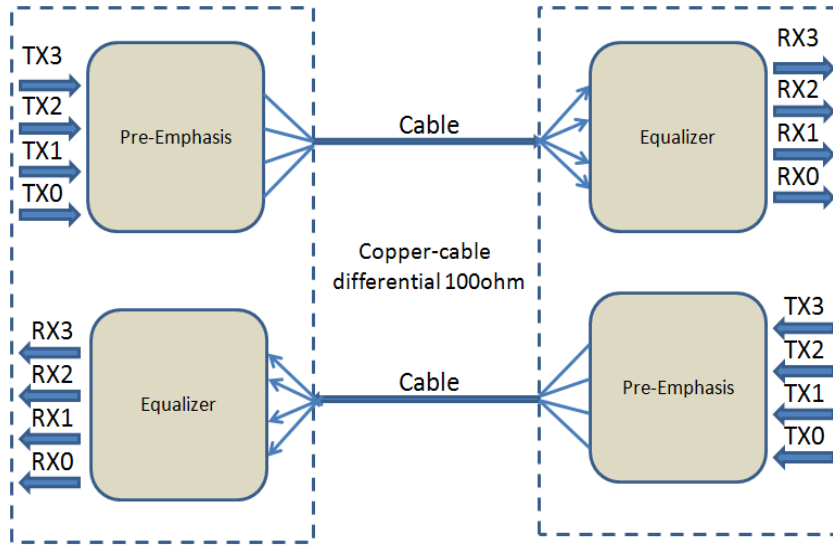 TX3
TX2
TX1
TX0
Pre-Emphasis
Cable
Equalizer
RX3
RX2
RX1
RX0
Copper-cable
differential 100ohm
RX3
RX2
RX1
RX0
Equalizer
Cable
Pre-Emphasis
TX3
TX2
TX1
TX0